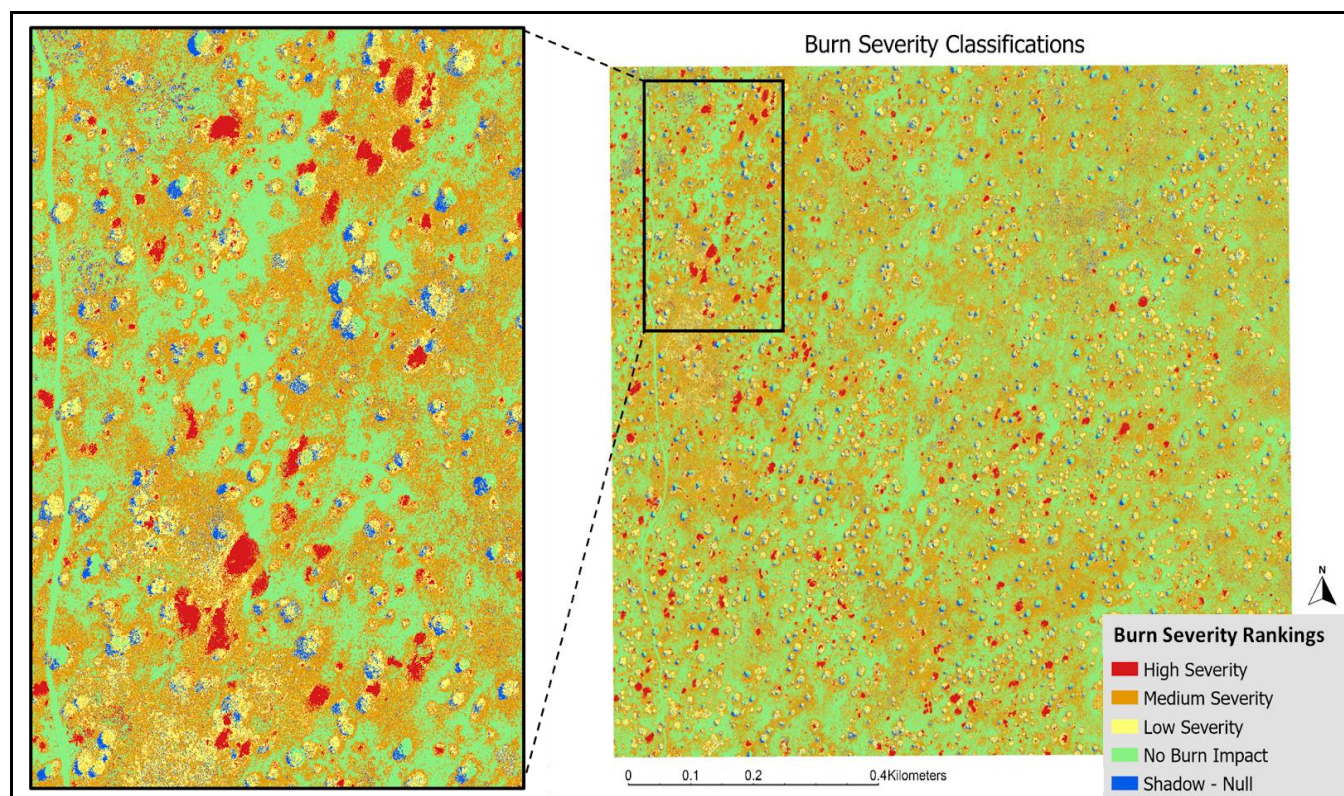 Burn Severity Classifications
N
Burn Severity Rankings
High Severity
Medium Severity
Low Severity
No Burn Impact
Shadow - Null
0 0.1 0.2 0.4Kilometers